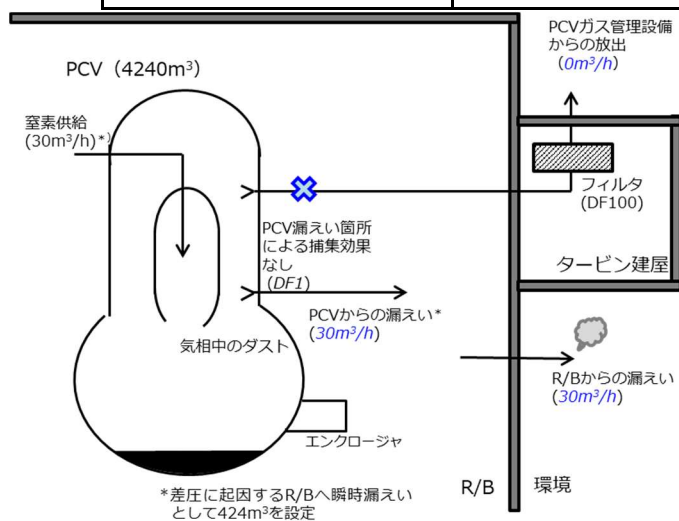 PCVガス管理設備
からの放出
(0m³/h)
PCV（4240m³）
窒素供給
(30m³/h)*）
フィルタ
(DF100)
PCV漏えい箇所
による捕集効果
なし
(DF1)
タービン建屋
PCVからの漏えい*
(30m³/h)
気相中のダスト
R/Bからの漏えい
(30m³/h)
エンクロージャ
*差圧に起因するR/Bへ瞬時漏えい
として424m³を設定
R/B
環境